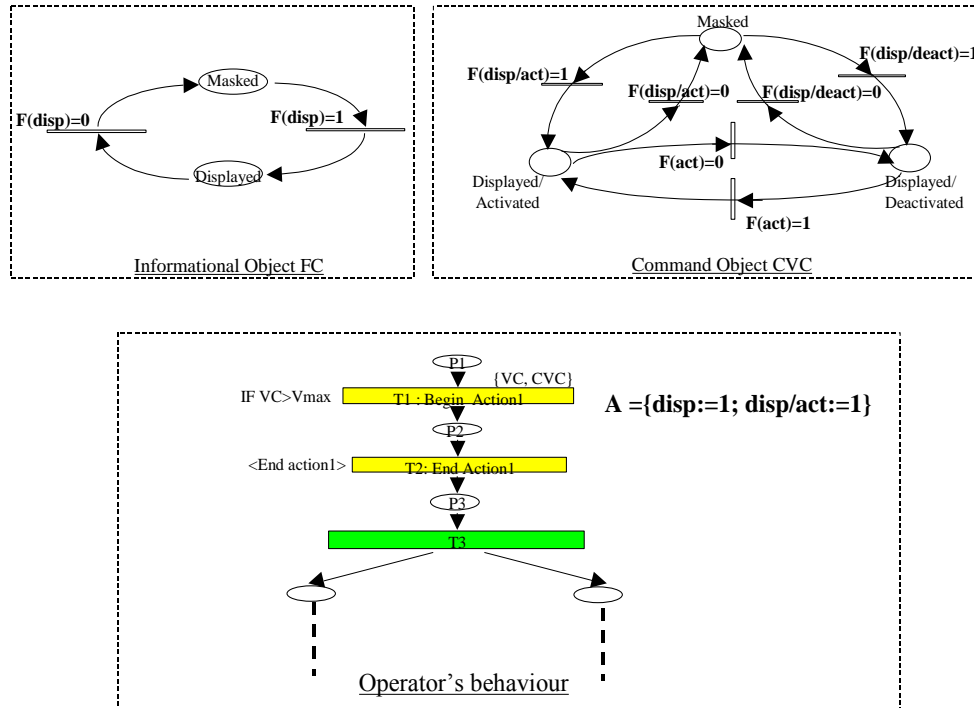 Masked
F(disp)=0
F(disp)=1
Displayed
Informational Object FC
Masked
F(disp/act)=1
F(disp/deact)=1
F(disp/act)=0
F(disp/deact)=0
F(act)=0
Displayed/
Activated
Displayed/
Deactivated
F(act)=1
Command Object CVC
P1
{VC, CVC}
IF VC>Vmax
T1 : Begin Action1
A ={disp:=1; disp/act:=1}
P2
<End action1>
T2: End Action1
P3
T3
Operator's behaviour